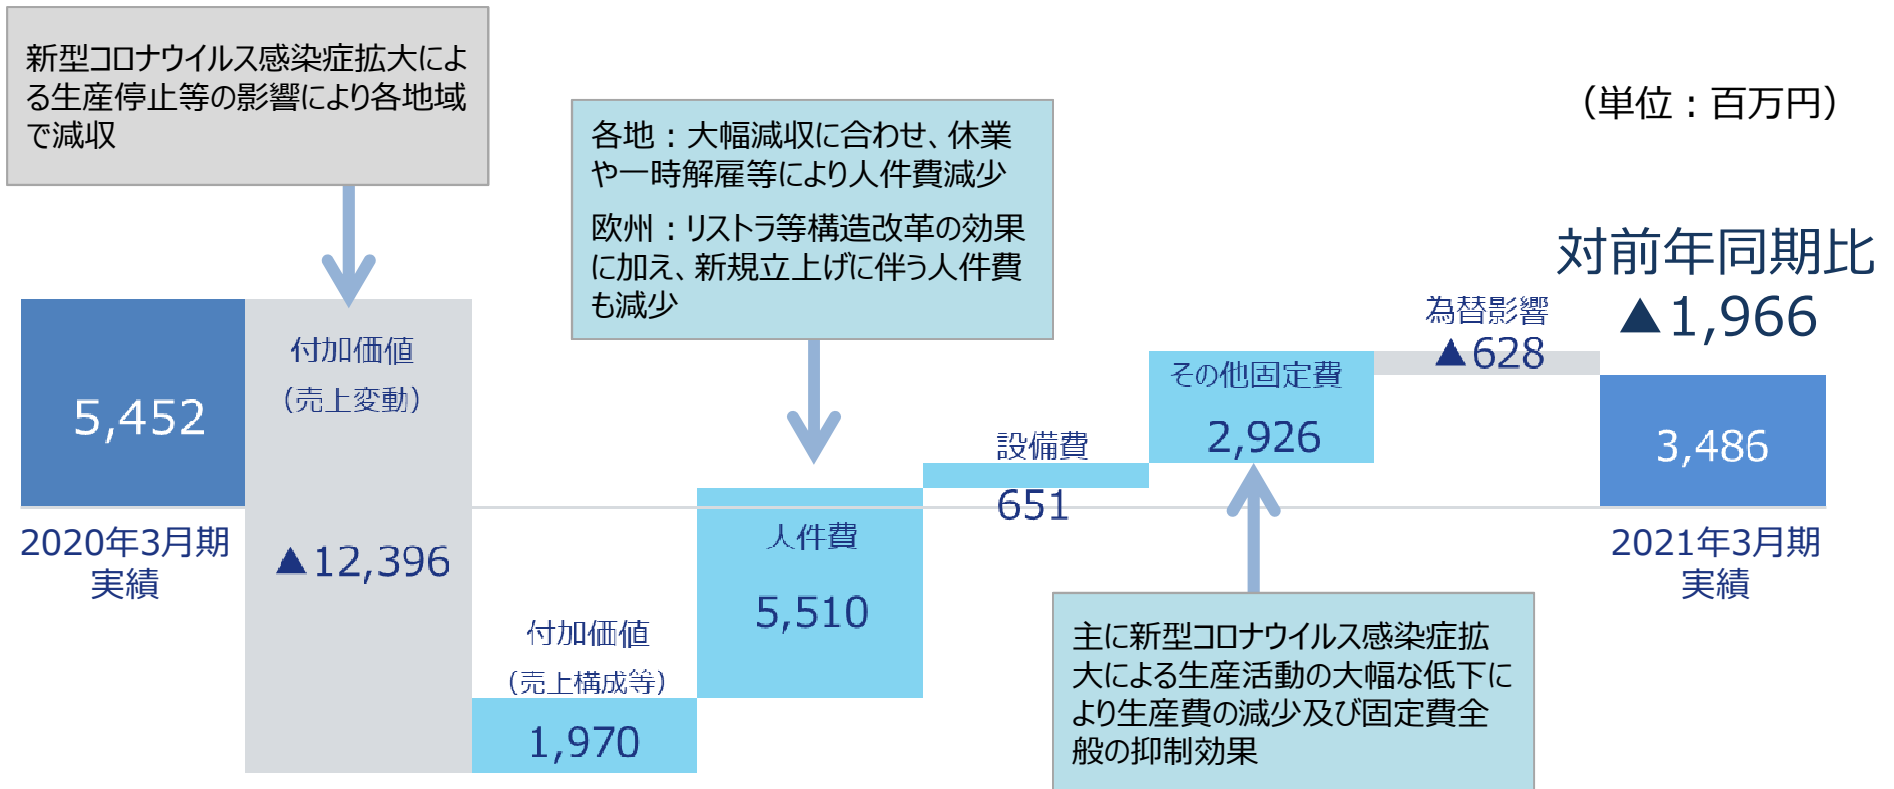 新型コロナウイルス感染症拡大によ
る生産停止等の影響により各地域
で減収
（単位：百万円）
各地：大幅減収に合わせ、休業
や一時解雇等により人件費減少
欧州：リストラ等構造改革の効果
に加え、新規立上げに伴う人件費
も減少
対前年同期比
▲1,966
為替影響
▲628
付加価値
（売上変動）
その他固定費
2,926
5,452
設備費
651
3,486
2020年3月期
実績
▲12,396
人件費
5,510
2021年3月期
実績
付加価値
（売上構成等）
1,970
主に新型コロナウイルス感染症拡
大による生産活動の大幅な低下に
より生産費の減少及び固定費全
般の抑制効果